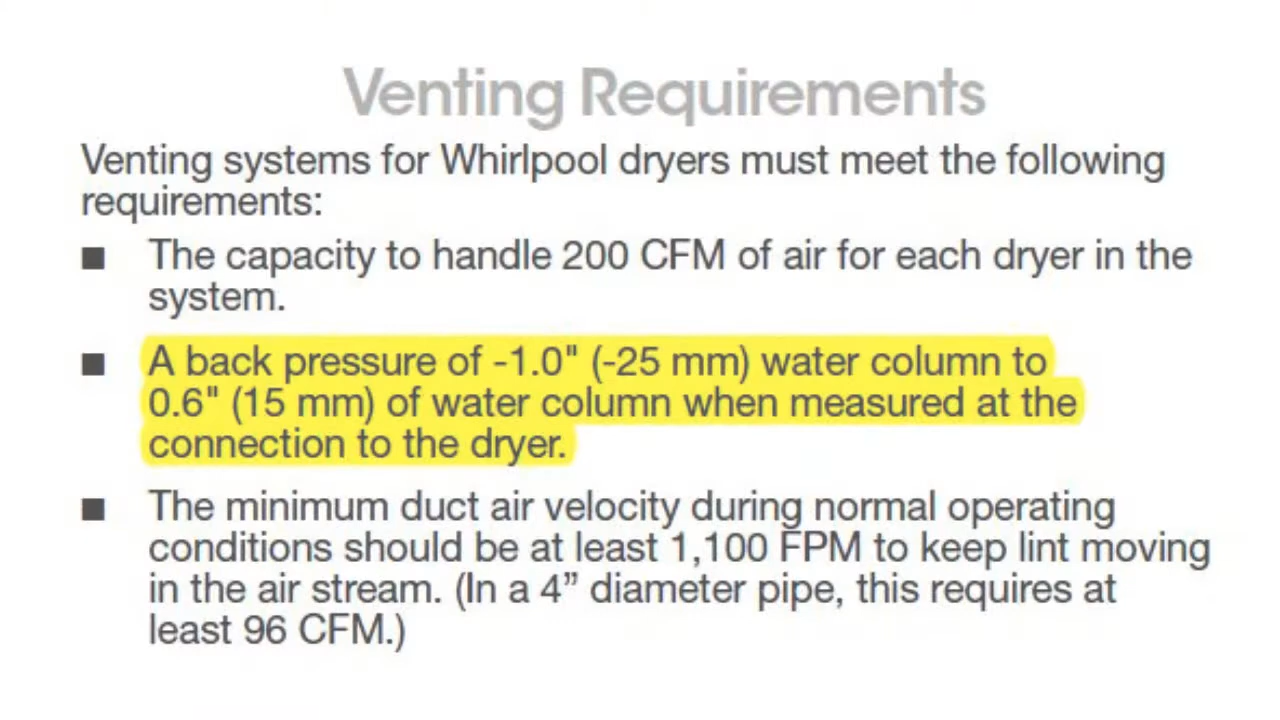 Venting Requirements
Venting systems for Whirlpool dryers must meet the following
requirements:
■ The capacity to handle 200 CFM of air for each dryer in the
system.
■ A back pressure of -1.0" (-25 mm) water column to
0.6" (15 mm) of water column when measured at the
connection to the dryer.
■ The minimum duct air velocity during normal operating
conditions should be at least 1,100 FPM to keep lint moving
in the air stream. (In a 4” diameter pipe, this requires at
least 96 CFM.)